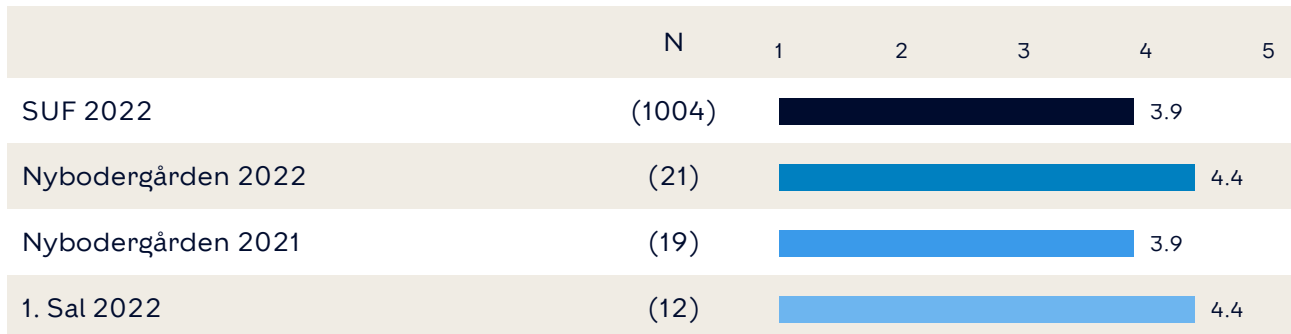 N 1 2 3 4 5
SUF 2022 (1004) 3.9
Nybodergården 2022 (21) 4.4
Nybodergården 2021 (19) 3.9
1. Sal 2022 (12) 4.4